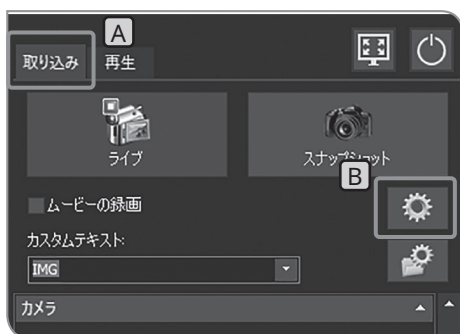 A
取り込み 再生
ライブ スナップショット
B
ムービーの録画
カスタムテキスト:
IMG
カメラ